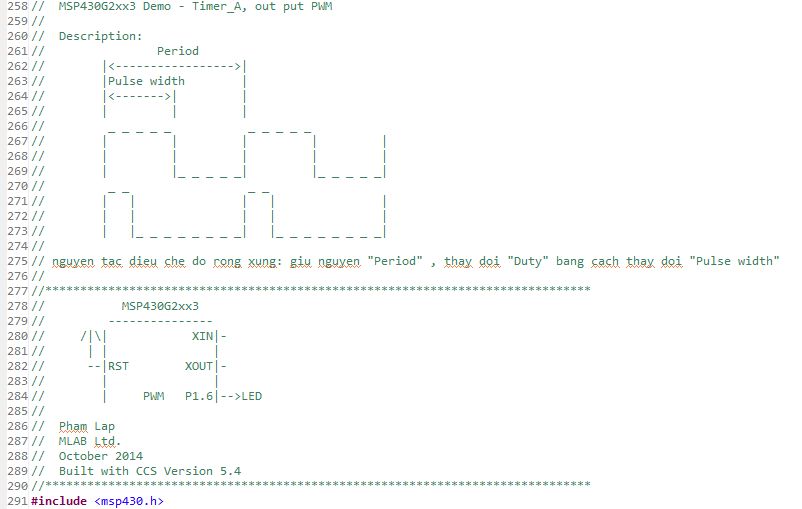 258 //  MSP430G2xx3 Demo - Timer_A, out put PWM
259 //
260 //  Description:
261 //                Period
262 //        |<----------------->|
263 //        |Pulse width        |
264 //        |<------->|         |
265 //        |         |         |
266 //         _ _ _ _ _           _ _ _ _ _
267 //        |         |         |         |         |
268 //        |         |         |         |         |
269 //        |         |_ _ _ _ _|         |_ _ _ _ _|
270 //         _ _                 _ _
271 //        |   |               |   |               |
272 //        |   |               |   |               |
273 //        |   |_ _ _ _ _ _ _ _|   |_ _ _ _ _ _ _ _|
274 //
275 // nguyen tac dieu che do rong xung: giu nguyen "Period" , thay doi "Duty" bang cach thay doi "Pulse width"
276 //
277 //******************************************************************************
278 //           MSP430G2xx3
279 //         ---------------
280 //     /|\|            XIN|-
281 //      | |               |
282 //      --|RST        XOUT|-
283 //        |               |
284 //        |     PWM   P1.6|-->LED
285 //
286 //  Pham Lap
287 //  MLAB Ltd.
288 //  October 2014
289 //  Built with CCS Version 5.4
290 //******************************************************************************
291 #include <msp430.h>